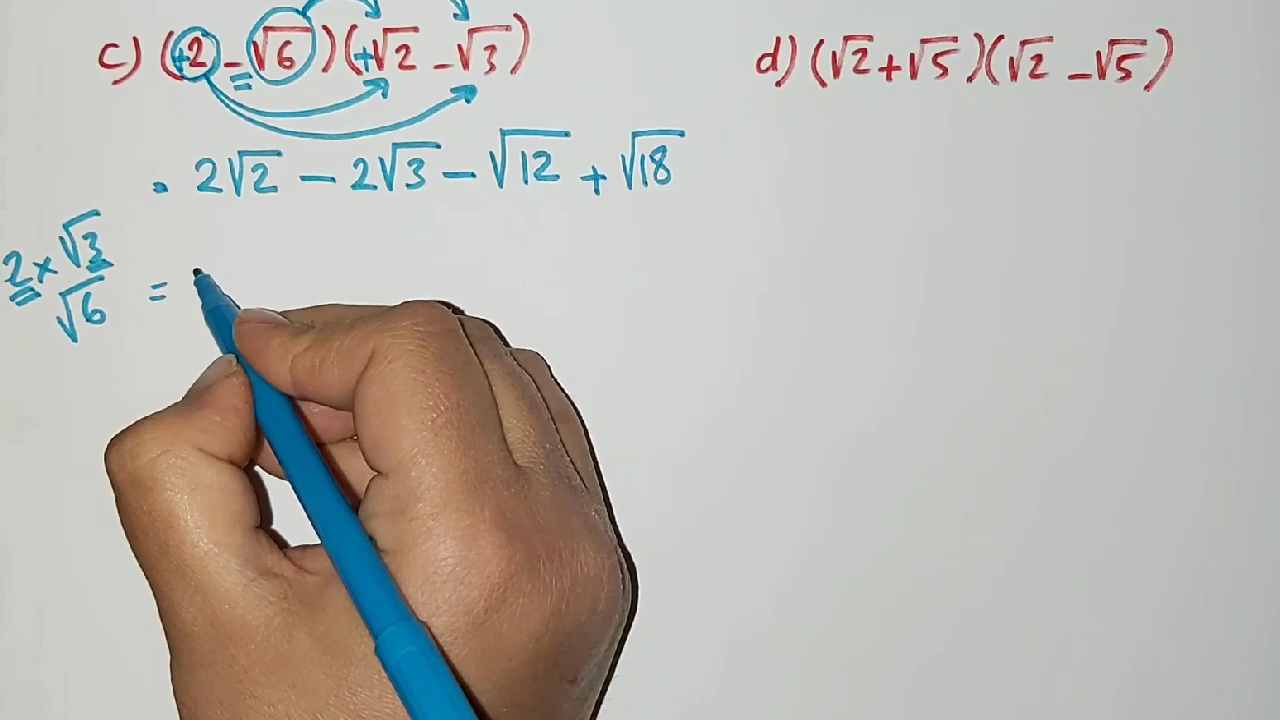 c) (+2 - √6)(+√2 - √3)
d) (√2 + √5)(√2 - √5)
. 2√2 - 2√3 - √12 + √18
2 × √3
√6 =